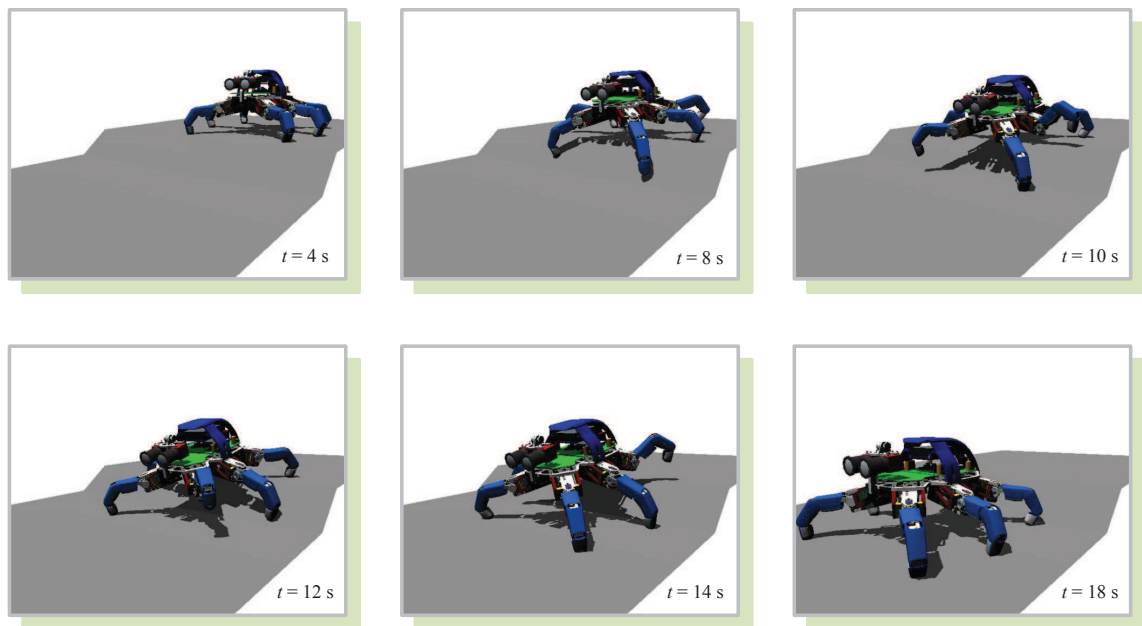 t = 4 s
t = 8 s
t = 10 s
t = 12 s
t = 14 s
t = 18 s